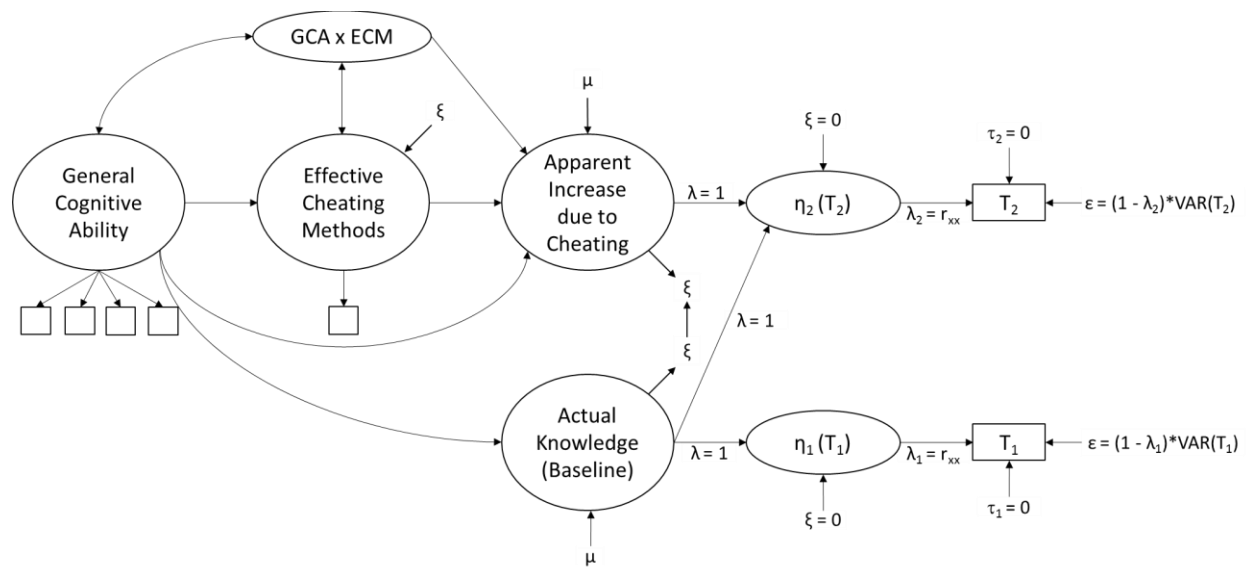 GCA x ECM
ξ
μ
General
Cognitive
Ability
Effective
Cheating
Methods
Apparent
Increase
due to
Cheating
λ = 1
ξ = 0
η₂ (T₂)
λ₂ = rₓₓ
τ₂ = 0
T₂
ε = (1 - λ₂)*VAR(T₂)
ξ
ξ
λ = 1
Actual
Knowledge
(Baseline)
μ
λ = 1
η₁ (T₁)
ξ = 0
λ₁ = rₓₓ
T₁
τ₁ = 0
ε = (1 - λ₁)*VAR(T₁)